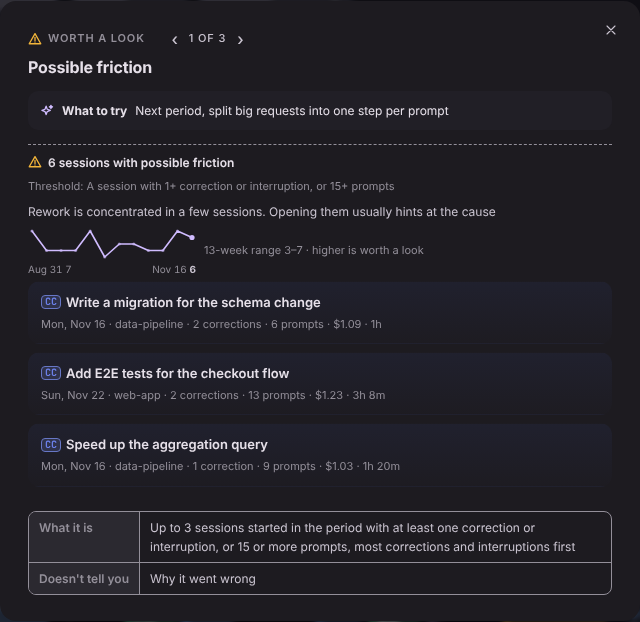 WORTH A LOOK ‹ 1 OF 3 ›
Possible friction
What to try Next period, split big requests into one step per prompt
6 sessions with possible friction
Threshold: A session with 1+ correction or interruption, or 15+ prompts
Rework is concentrated in a few sessions. Opening them usually hints at the cause
13-week range 3–7 · higher is worth a look
Aug 31 7 Nov 16 6
CC Write a migration for the schema change
Mon, Nov 16 · data-pipeline · 2 corrections · 6 prompts · $1.09 · 1h
CC Add E2E tests for the checkout flow
Sun, Nov 22 · web-app · 2 corrections · 13 prompts · $1.23 · 3h 8m
CC Speed up the aggregation query
Mon, Nov 16 · data-pipeline · 1 correction · 9 prompts · $1.03 · 1h 20m
What it is Up to 3 sessions started in the period with at least one correction or
interruption, or 15 or more prompts, most corrections and interruptions first
Doesn't tell you Why it went wrong